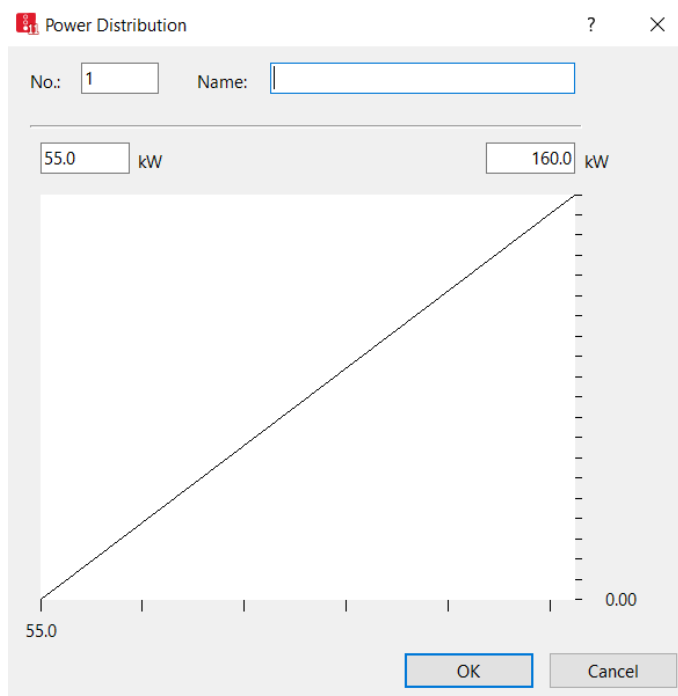 Power Distribution ? ×
No.: 1 Name:
55.0 kW 160.0 kW
0.00
55.0
OK Cancel